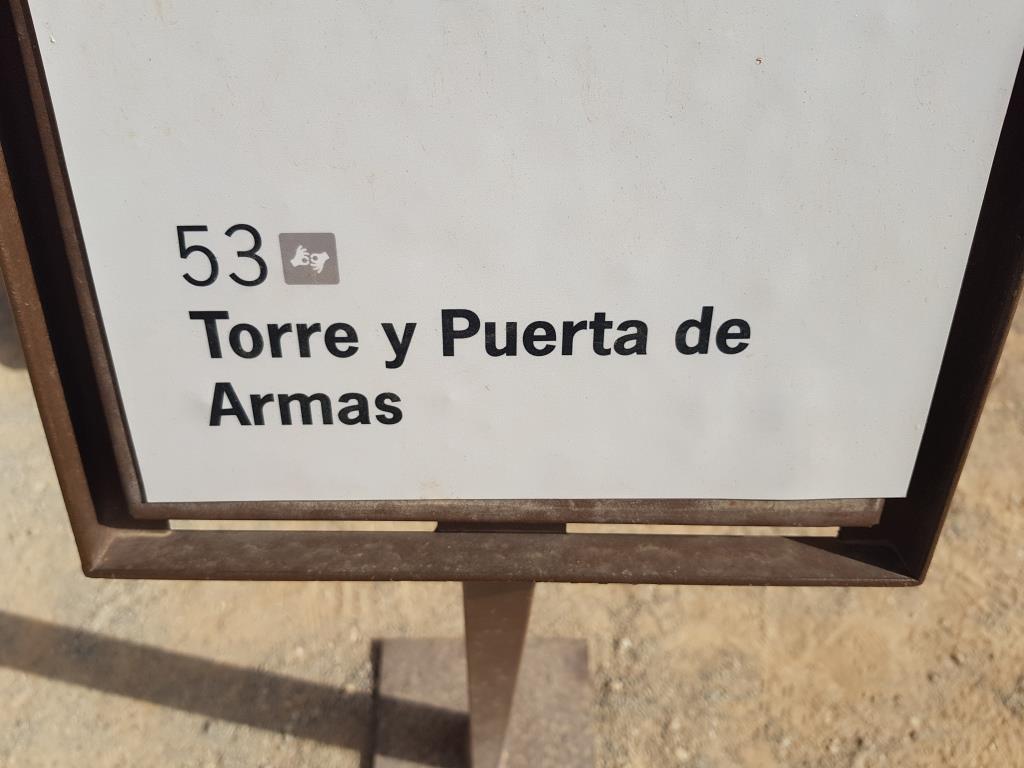 53
Torre y Puerta de
Armas